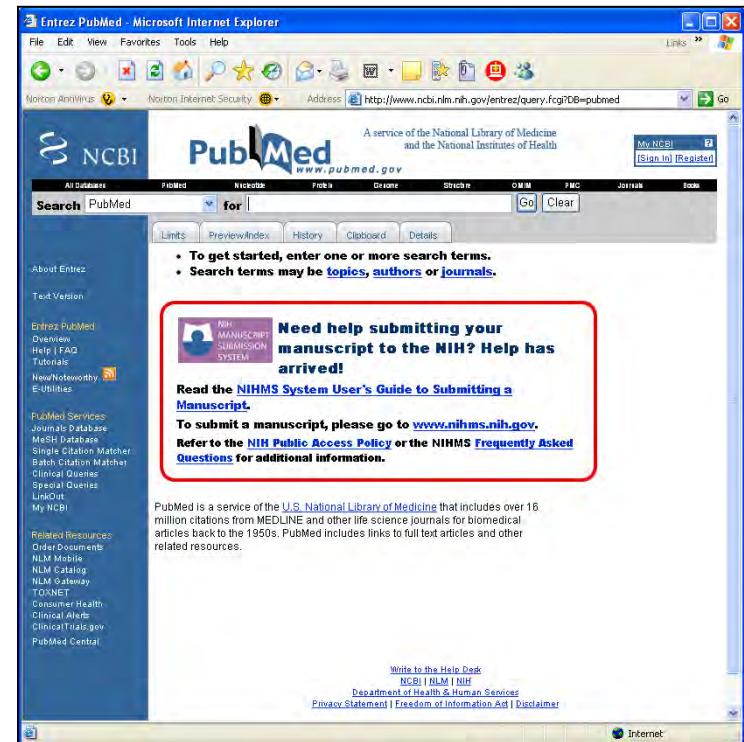 Entrez PubMed - Microsoft Internet Explorer
File Edit View Favorites Tools Help Links »
Norton AntiVirus Norton Internet Security Address http://www.ncbi.nlm.nih.gov/entrez/query.fcgi?DB=pubmed Go
NCBI
PubMed
www.pubmed.gov
A service of the National Library of Medicine
and the National Institutes of Health
My NCBI ?
[Sign In] [Register]
All Databases PubMed Nucleotide Protein Genome Structure OMIM PMC Journals Books
Search PubMed for Go Clear
Limits Preview/Index History Clipboard Details
• To get started, enter one or more search terms.
• Search terms may be topics, authors or journals.
About Entrez
Text Version
Entrez PubMed
Overview
Help | FAQ
Tutorials
New/Noteworthy
E-Utilities
PubMed Services
Journals Database
MeSH Database
Single Citation Matcher
Batch Citation Matcher
Clinical Queries
Special Queries
LinkOut
My NCBI
Related Resources
Order Documents
NLM Mobile
NLM Catalog
NLM Gateway
TOXNET
Consumer Health
Clinical Alerts
ClinicalTrials.gov
PubMed Central
NIH
MANUSCRIPT
SUBMISSION
SYSTEM
Need help submitting your
manuscript to the NIH? Help has
arrived!
Read the NIHMS System User's Guide to Submitting a
Manuscript.
To submit a manuscript, please go to www.nihms.nih.gov.
Refer to the NIH Public Access Policy or the NIHMS Frequently Asked
Questions for additional information.
PubMed is a service of the U.S. National Library of Medicine that includes over 16
million citations from MEDLINE and other life science journals for biomedical
articles back to the 1950s. PubMed includes links to full text articles and other
related resources.
Write to the Help Desk
NCBI | NLM | NIH
Department of Health & Human Services
Privacy Statement | Freedom of Information Act | Disclaimer
Internet